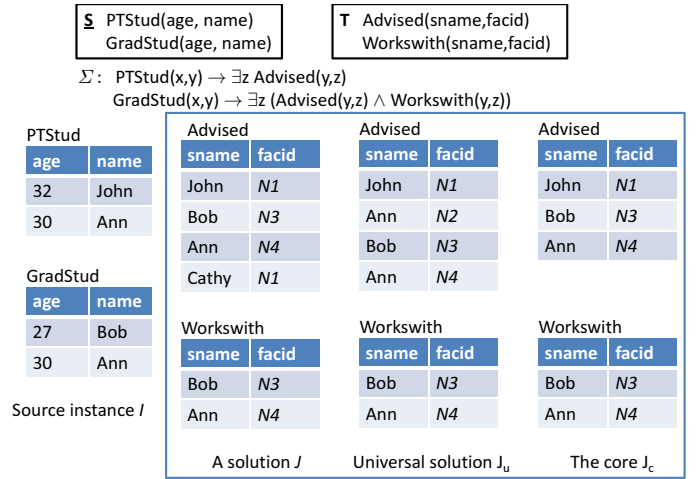 S PTStud(age, name)
GradStud(age, name)
T Advised(sname,facid)
Workswith(sname,facid)
Σ : PTStud(x,y) → ∃z Advised(y,z)
GradStud(x,y) → ∃z (Advised(y,z) ∧ Workswith(y,z))
PTStud
age name
32 John
30 Ann
GradStud
age name
27 Bob
30 Ann
Source instance I
Advised
sname facid
John N1
Bob N3
Ann N4
Cathy N1
Workswith
sname facid
Bob N3
Ann N4
A solution J
Advised
sname facid
John N1
Ann N2
Bob N3
Ann N4
Workswith
sname facid
Bob N3
Ann N4
Universal solution Ju
Advised
sname facid
John N1
Bob N3
Ann N4
Workswith
sname facid
Bob N3
Ann N4
The core Jc